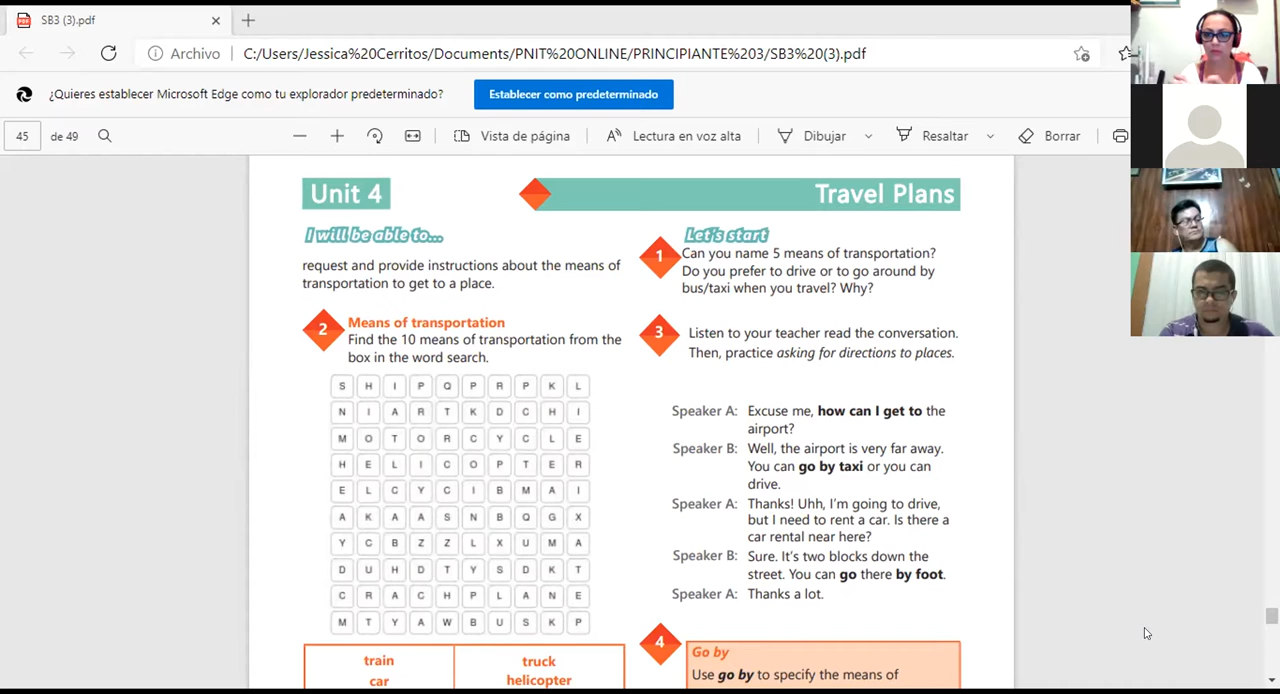 SB3 (3).pdf
Archivo
C:/Users/Jessica%20Cerritos/Documents/PNIT%20ONLINE/PRINCIPIANTE%203/SB3%20(3).pdf
¿Quieres establecer Microsoft Edge como tu explorador predeterminado?
Establecer como predeterminado
45 de 49
Vista de página
Lectura en voz alta
Dibujar
Resaltar
Borrar
Unit 4
Travel Plans
I will be able to...
request and provide instructions about the means of
transportation to get to a place.
2
Means of transportation
Find the 10 means of transportation from the
box in the word search.
S H I P Q P R P K L
N I A R T K D C H I
M O T O R C Y C L E
H E L I C O P T E R
E L C Y C I B M A I
A K A A S N B Q G X
Y C B Z Z L X U M A
D U H D T Y S D K T
C R A C H P L A N E
M T Y A W B U S K P
train
truck
car
helicopter
Let's start
1
Can you name 5 means of transportation?
Do you prefer to drive or to go around by
bus/taxi when you travel? Why?
3
Listen to your teacher read the conversation.
Then, practice asking for directions to places.
Speaker A: Excuse me, how can I get to the
airport?
Speaker B: Well, the airport is very far away.
You can go by taxi or you can
drive.
Speaker A: Thanks! Uhh, I'm going to drive,
but I need to rent a car. Is there a
car rental near here?
Speaker B: Sure. It's two blocks down the
street. You can go there by foot.
Speaker A: Thanks a lot.
4
Go by
Use go by to specify the means of